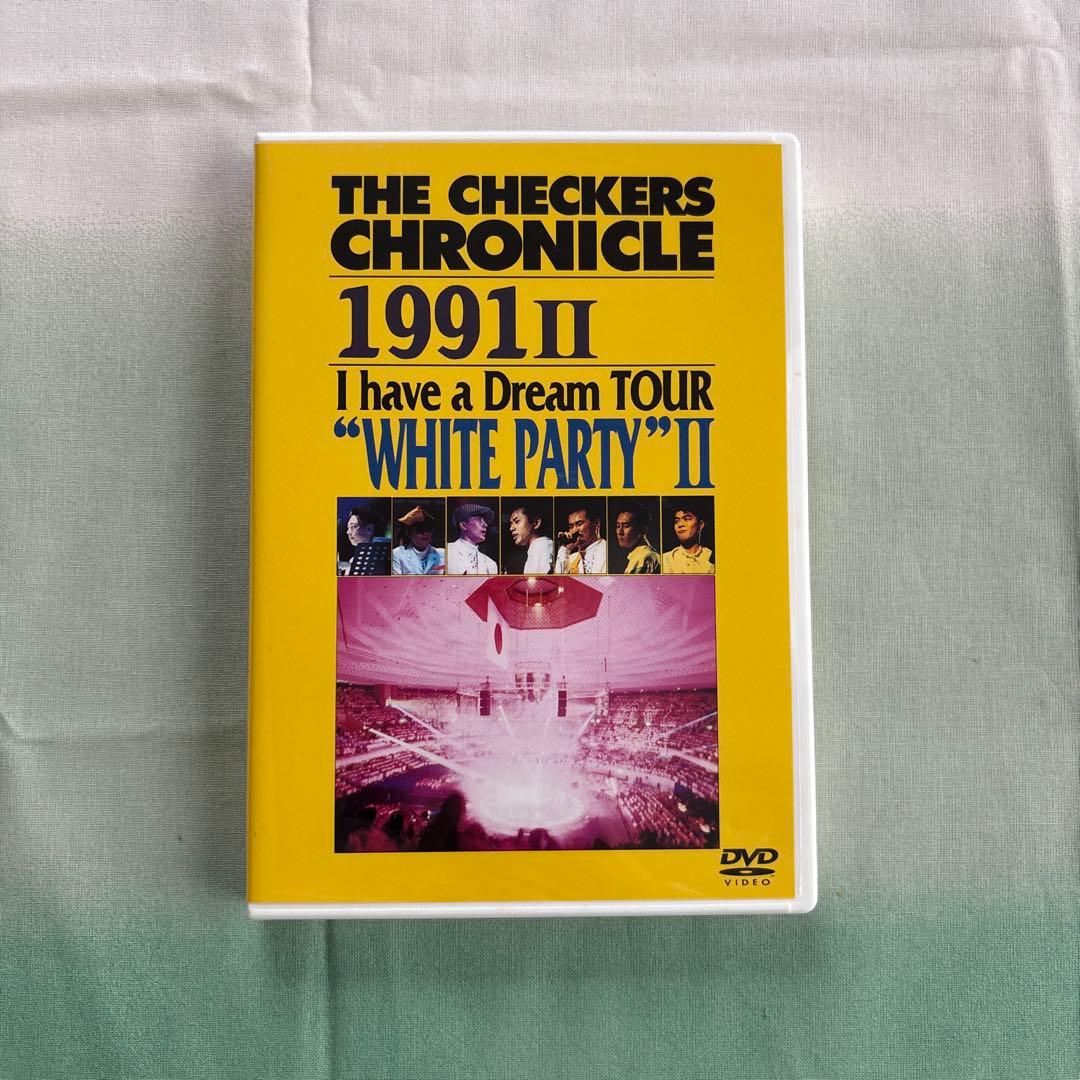 THE CHECKERS
CHRONICLE
1991 II
I have a Dream TOUR
“WHITE PARTY” II
DVD
VIDEO